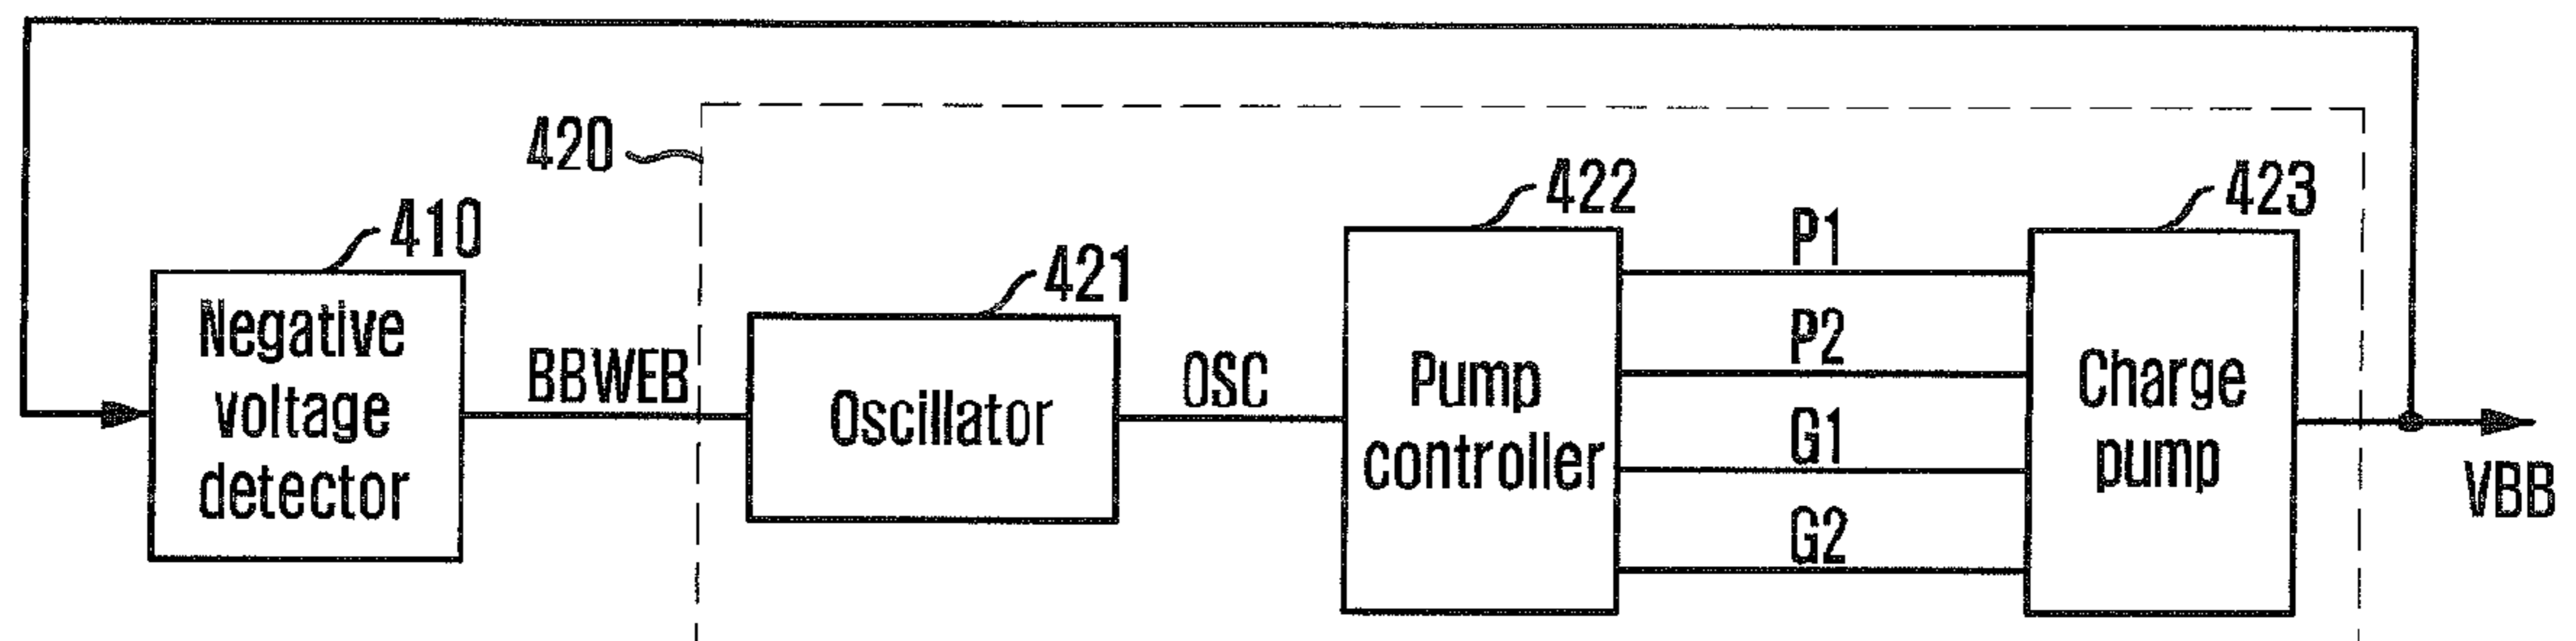 420
422
423
410
P1
421
Negative
voltage
detector
BBWEB
Oscillator
OSC
Pump
controller
P2
G1
G2
Charge
pump
VBB